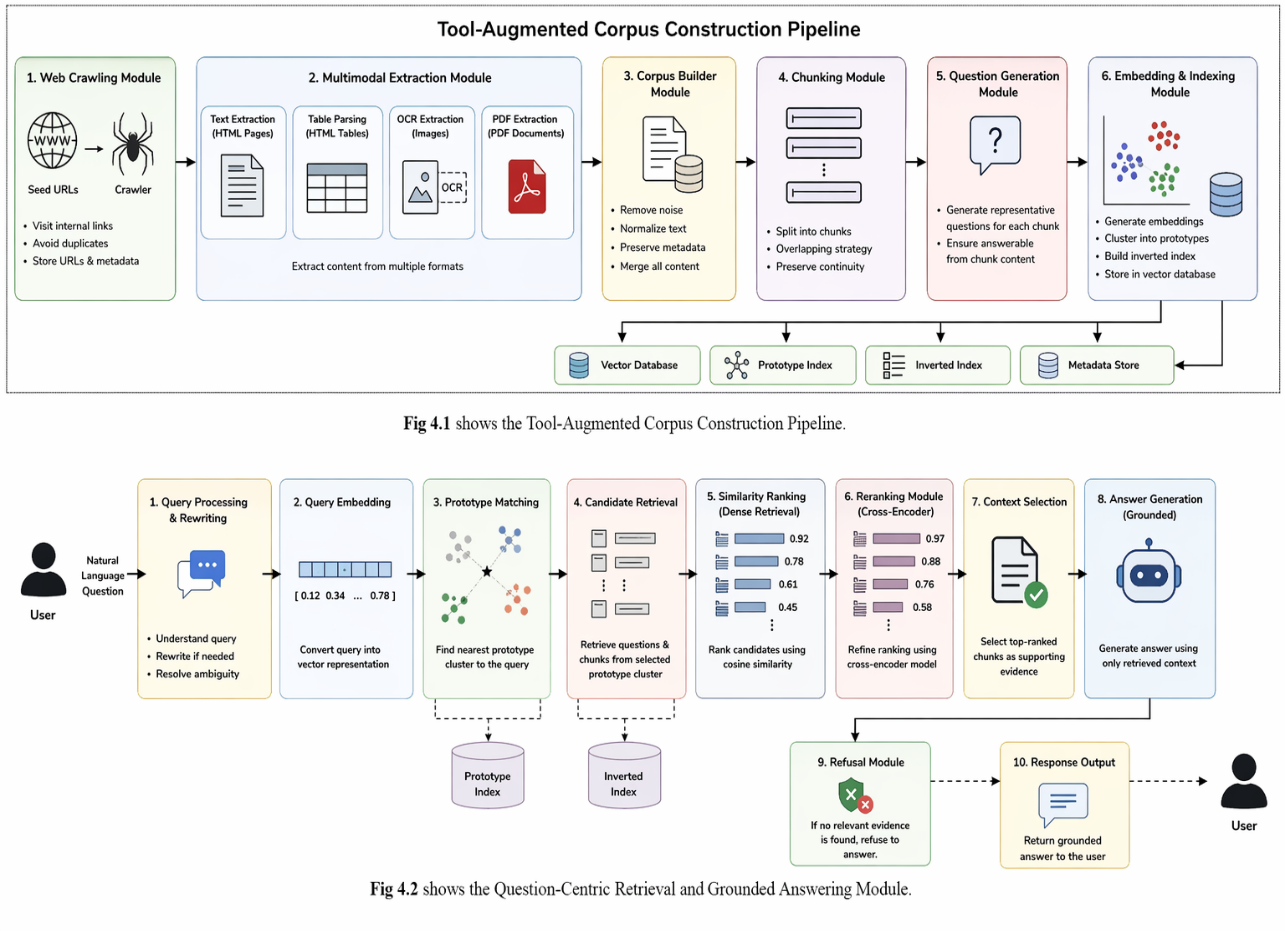 Tool-Augmented Corpus Construction Pipeline
1. Web Crawling Module
WWW
Seed URLs
Crawler
• Visit internal links
• Avoid duplicates
• Store URLs & metadata
2. Multimodal Extraction Module
Text Extraction
(HTML Pages)
Table Parsing
(HTML Tables)
OCR Extraction
(Images)
OCR
PDF Extraction
(PDF Documents)
Extract content from multiple formats
3. Corpus Builder
Module
• Remove noise
• Normalize text
• Preserve metadata
• Merge all content
4. Chunking Module
• Split into chunks
• Overlapping strategy
• Preserve continuity
5. Question Generation
Module
?
• Generate representative
questions for each chunk
• Ensure answerable
from chunk content
6. Embedding & Indexing
Module
• Generate embeddings
• Cluster into prototypes
• Build inverted index
• Store in vector database
Vector Database
Prototype Index
Inverted Index
Metadata Store
Fig 4.1 shows the Tool-Augmented Corpus Construction Pipeline.
User
Natural
Language
Question
1. Query Processing
& Rewriting
• Understand query
• Rewrite if needed
• Resolve ambiguity
2. Query Embedding
[ 0.12 0.34 ... 0.78 ]
Convert query into
vector representation
3. Prototype Matching
Find nearest prototype
cluster to the query
Prototype
Index
4. Candidate Retrieval
Retrieve questions &
chunks from selected
prototype cluster
Inverted
Index
5. Similarity Ranking
(Dense Retrieval)
0.92
0.78
0.61
0.45
Rank candidates using
cosine similarity
6. Reranking Module
(Cross-Encoder)
0.97
0.88
0.76
0.58
Refine ranking using
cross-encoder model
7. Context Selection
Select top-ranked
chunks as supporting
evidence
8. Answer Generation
(Grounded)
Generate answer using
only retrieved context
9. Refusal Module
If no relevant evidence
is found, refuse to
answer.
10. Response Output
Return grounded
answer to the user
User
Fig 4.2 shows the Question-Centric Retrieval and Grounded Answering Module.